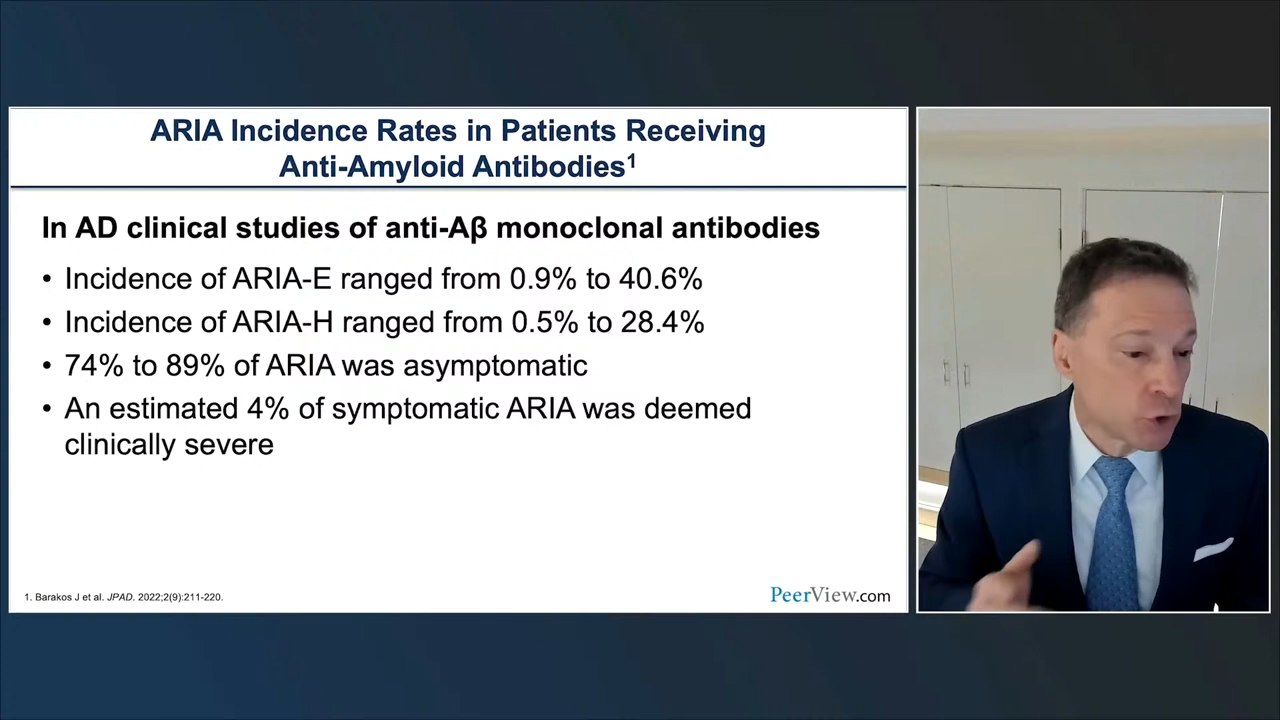 ARIA Incidence Rates in Patients Receiving
Anti-Amyloid Antibodies¹
In AD clinical studies of anti-Aβ monoclonal antibodies
• Incidence of ARIA-E ranged from 0.9% to 40.6%
• Incidence of ARIA-H ranged from 0.5% to 28.4%
• 74% to 89% of ARIA was asymptomatic
• An estimated 4% of symptomatic ARIA was deemed
clinically severe
1. Barakos J et al. JPAD. 2022;2(9):211-220.
PeerView.com